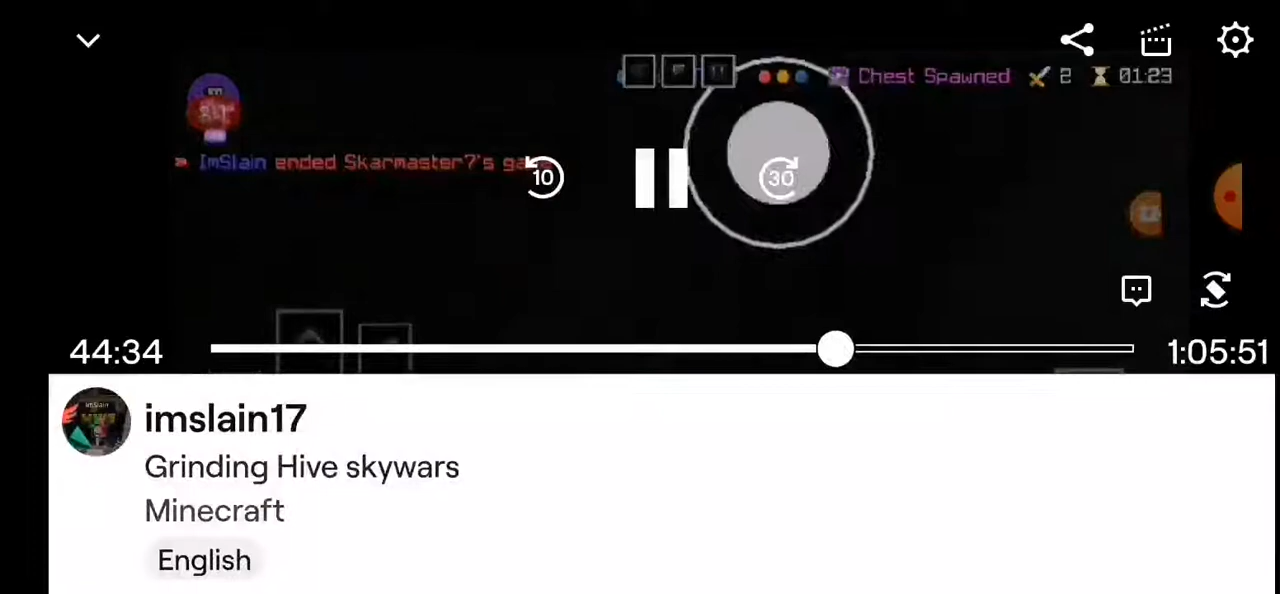 Chest Spawned 2 01:23
» ImSlain ended Skarmaster7's ga
10
30
44:34
1:05:51
imslain17
Grinding Hive skywars
Minecraft
English